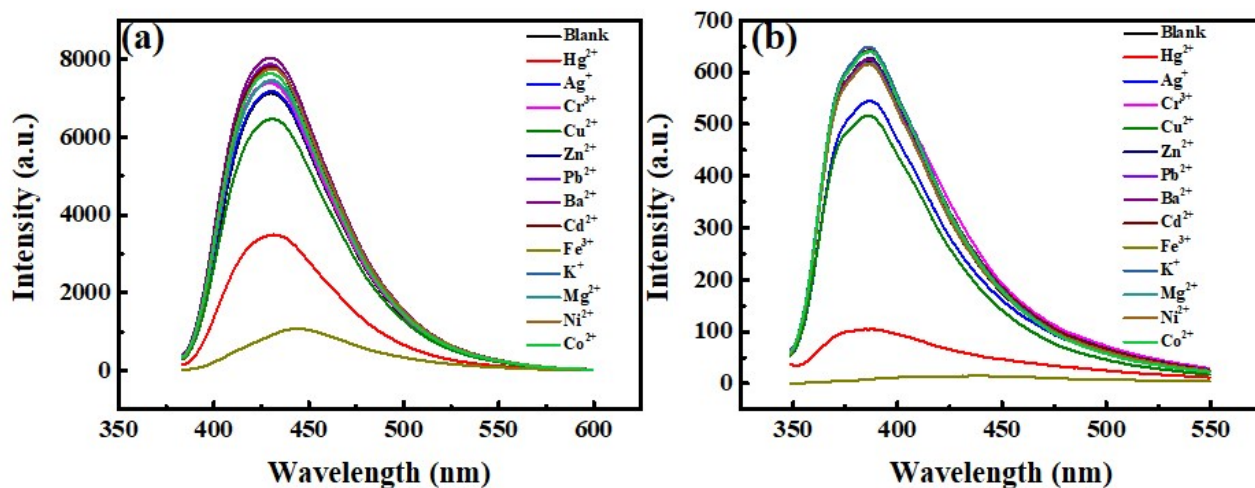 (a)
Blank
Hg2+
Ag+
Cr3+
Cu2+
Zn2+
Pb2+
Ba2+
Cd2+
Fe3+
K+
Mg2+
Ni2+
Co2+
8000
6000
4000
2000
0
350 400 450 500 550 600
Intensity (a.u.)
Wavelength (nm)
(b)
Blank
Hg2+
Ag+
Cr3+
Cu2+
Zn2+
Pb2+
Ba2+
Cd2+
Fe3+
K+
Mg2+
Ni2+
Co2+
700
600
500
400
300
200
100
0
350 400 450 500 550
Intensity (a.u.)
Wavelength (nm)